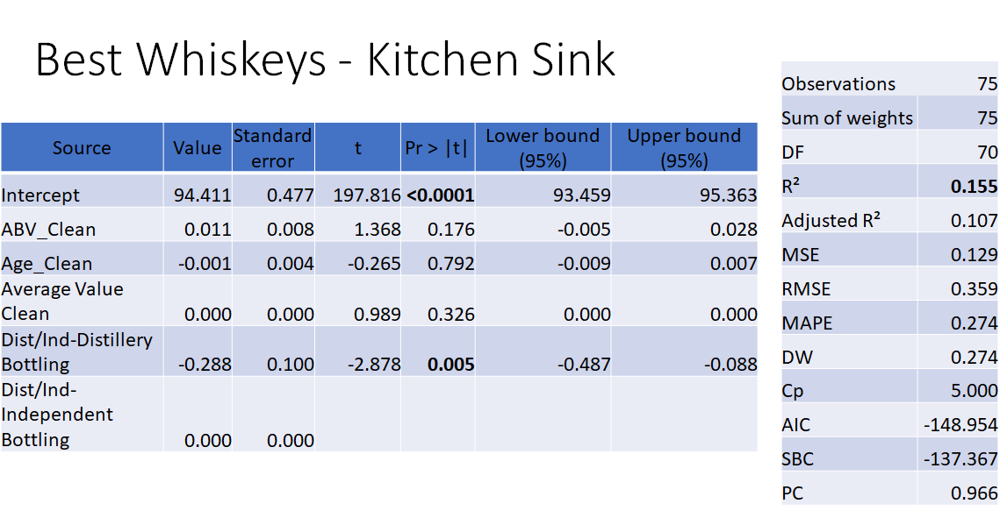 Best Whiskeys - Kitchen Sink
Source Value Standard error t Pr > |t| Lower bound (95%) Upper bound (95%)
Intercept 94.411 0.477 197.816 <0.0001 93.459 95.363
ABV_Clean 0.011 0.008 1.368 0.176 -0.005 0.028
Age_Clean -0.001 0.004 -0.265 0.792 -0.009 0.007
Average Value
Clean 0.000 0.000 0.989 0.326 0.000 0.000
Dist/Ind-Distillery
Bottling -0.288 0.100 -2.878 0.005 -0.487 -0.088
Dist/Ind-
Independent
Bottling 0.000 0.000
Observations 75
Sum of weights 75
DF 70
R² 0.155
Adjusted R² 0.107
MSE 0.129
RMSE 0.359
MAPE 0.274
DW 0.274
Cp 5.000
AIC -148.954
SBC -137.367
PC 0.966